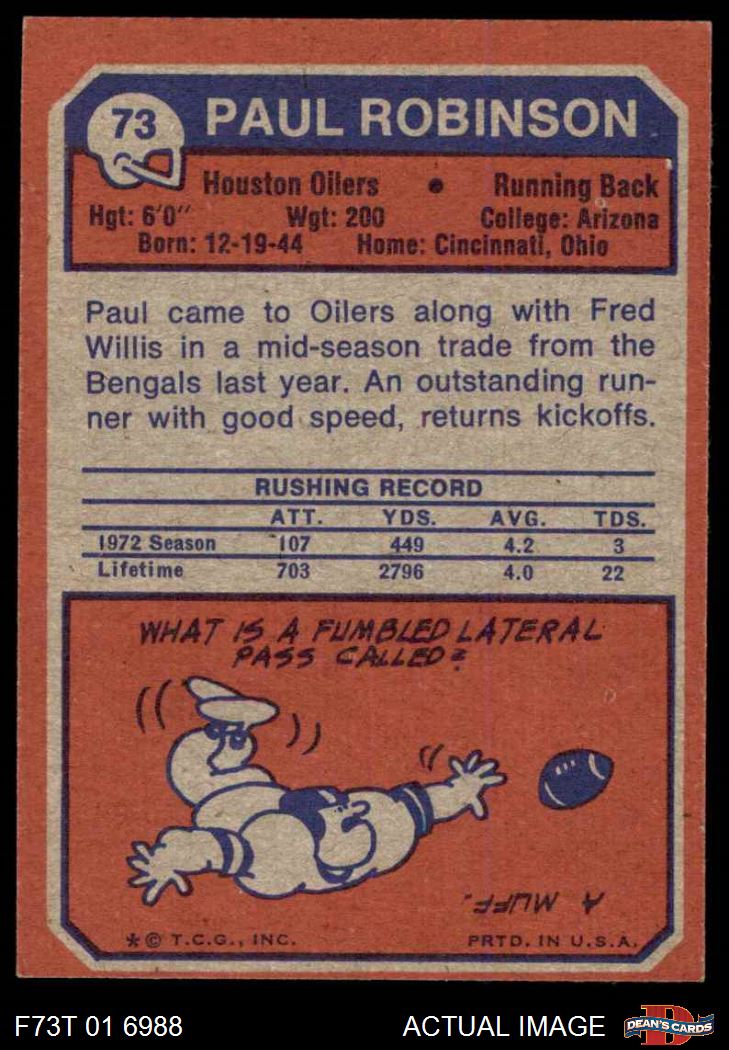 73
PAUL ROBINSON
Houston Oilers • Running Back
Hgt: 6'0" Wgt: 200 College: Arizona
Born: 12-19-44 Home: Cincinnati, Ohio
Paul came to Oilers along with Fred
Willis in a mid-season trade from the
Bengals last year. An outstanding run-
ner with good speed, returns kickoffs.
RUSHING RECORD
ATT. YDS. AVG. TDS.
1972 Season 107 449 4.2 3
Lifetime 703 2796 4.0 22
WHAT IS A FUMBLED LATERAL
PASS CALLED?
A MUFF.
* © T.C.G., INC. PRTD. IN U.S.A.
F73T 01 6988 ACTUAL IMAGE D DEAN'S CARDS